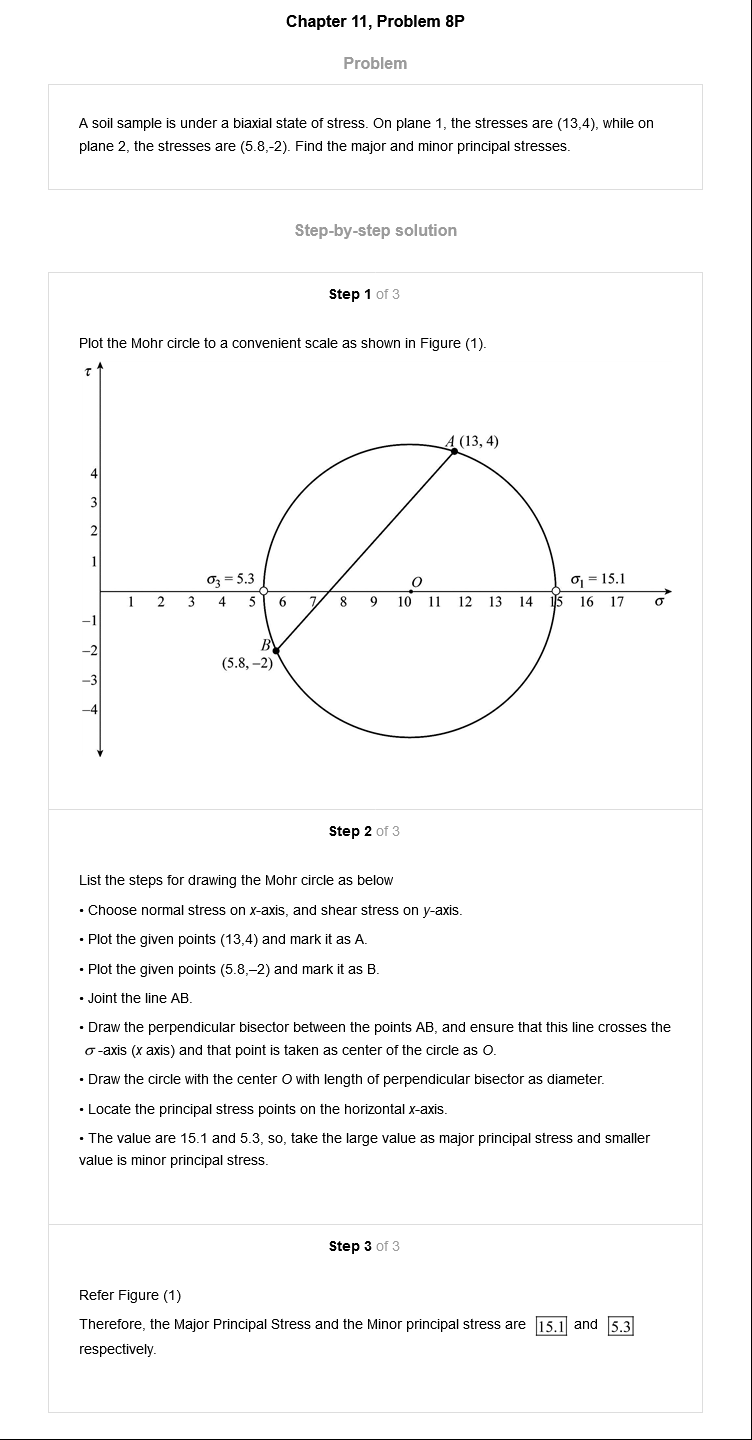 Chapter 11, Problem 8P
Problem
A soil sample is under a biaxial state of stress. On plane 1, the stresses are (13,4), while on
plane 2, the stresses are (5.8,-2). Find the major and minor principal stresses.
Step-by-step solution
Step 1 of 3
Plot the Mohr circle to a convenient scale as shown in Figure (1).
τ
A (13, 4)
4
3
2
1
σ3 = 5.3
O
σ1 = 15.1
1 2 3 4 5 6 7 8 9 10 11 12 13 14 15 16 17 σ
–1
–2
–3
–4
B
(5.8, –2)
Step 2 of 3
List the steps for drawing the Mohr circle as below
• Choose normal stress on x-axis, and shear stress on y-axis.
• Plot the given points (13,4) and mark it as A.
• Plot the given points (5.8,–2) and mark it as B.
• Joint the line AB.
• Draw the perpendicular bisector between the points AB, and ensure that this line crosses the
σ -axis (x axis) and that point is taken as center of the circle as O.
• Draw the circle with the center O with length of perpendicular bisector as diameter.
• Locate the principal stress points on the horizontal x-axis.
• The value are 15.1 and 5.3, so, take the large value as major principal stress and smaller
value is minor principal stress.
Step 3 of 3
Refer Figure (1)
Therefore, the Major Principal Stress and the Minor principal stress are 15.1 and 5.3
respectively.